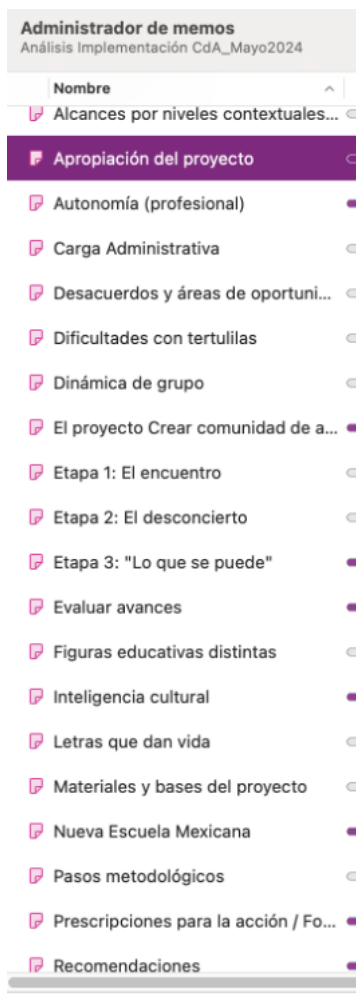 Administrador de memos
Análisis Implementación CdA_Mayo2024
Nombre
Alcances por niveles contextuales...
Apropiación del proyecto
Autonomía (profesional)
Carga Administrativa
Desacuerdos y áreas de oportuni...
Dificultades con tertulilas
Dinámica de grupo
El proyecto Crear comunidad de a...
Etapa 1: El encuentro
Etapa 2: El desconcierto
Etapa 3: "Lo que se puede"
Evaluar avances
Figuras educativas distintas
Inteligencia cultural
Letras que dan vida
Materiales y bases del proyecto
Nueva Escuela Mexicana
Pasos metodológicos
Prescripciones para la acción / Fo...
Recomendaciones